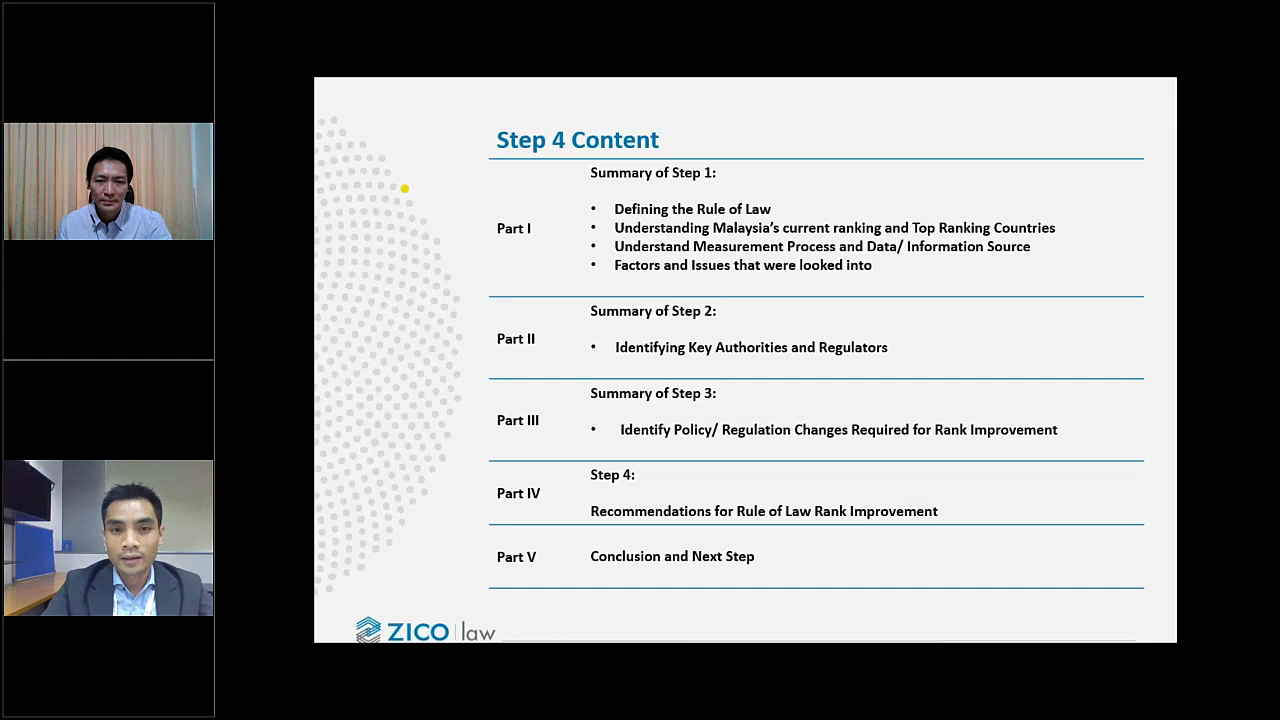 Step 4 Content
Part I
Summary of Step 1:
• Defining the Rule of Law
• Understanding Malaysia's current ranking and Top Ranking Countries
• Understand Measurement Process and Data/ Information Source
• Factors and Issues that were looked into
Part II
Summary of Step 2:
• Identifying Key Authorities and Regulators
Part III
Summary of Step 3:
• Identify Policy/ Regulation Changes Required for Rank Improvement
Part IV
Step 4:
Recommendations for Rule of Law Rank Improvement
Part V
Conclusion and Next Step
ZICO law